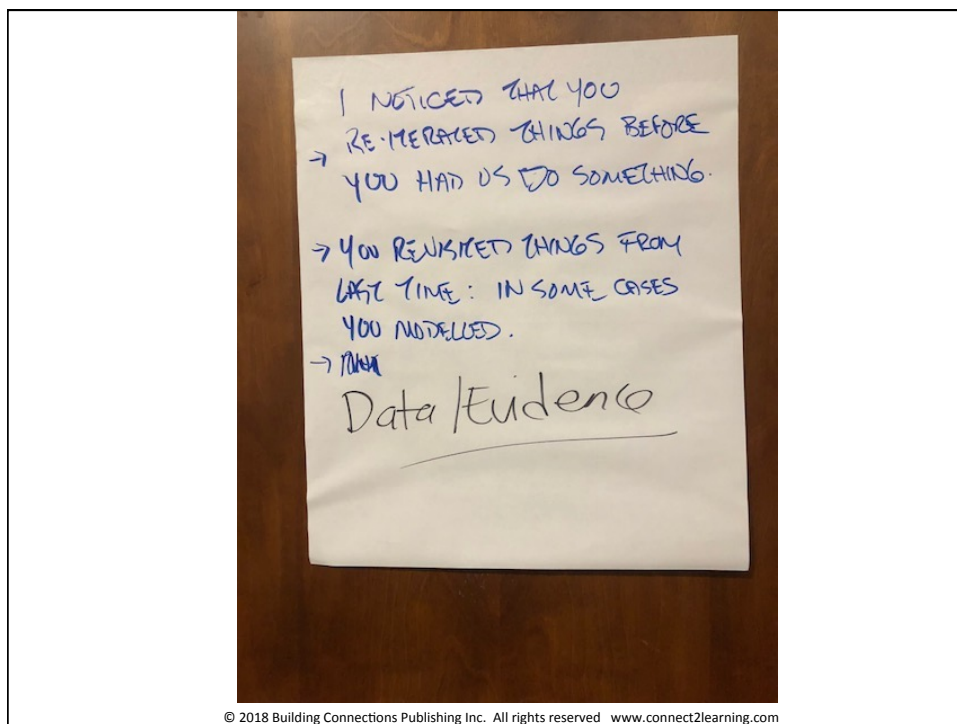 I NOTICED THAT YOU
→ RE-ITERATED THINGS BEFORE
YOU HAD US DO SOMETHING.
→ YOU REVISITED THINGS FROM
LAST TIME: IN SOME CASES
YOU MODELLED.
→
Data/Evidence
© 2018 Building Connections Publishing Inc. All rights reserved www.connect2learning.com